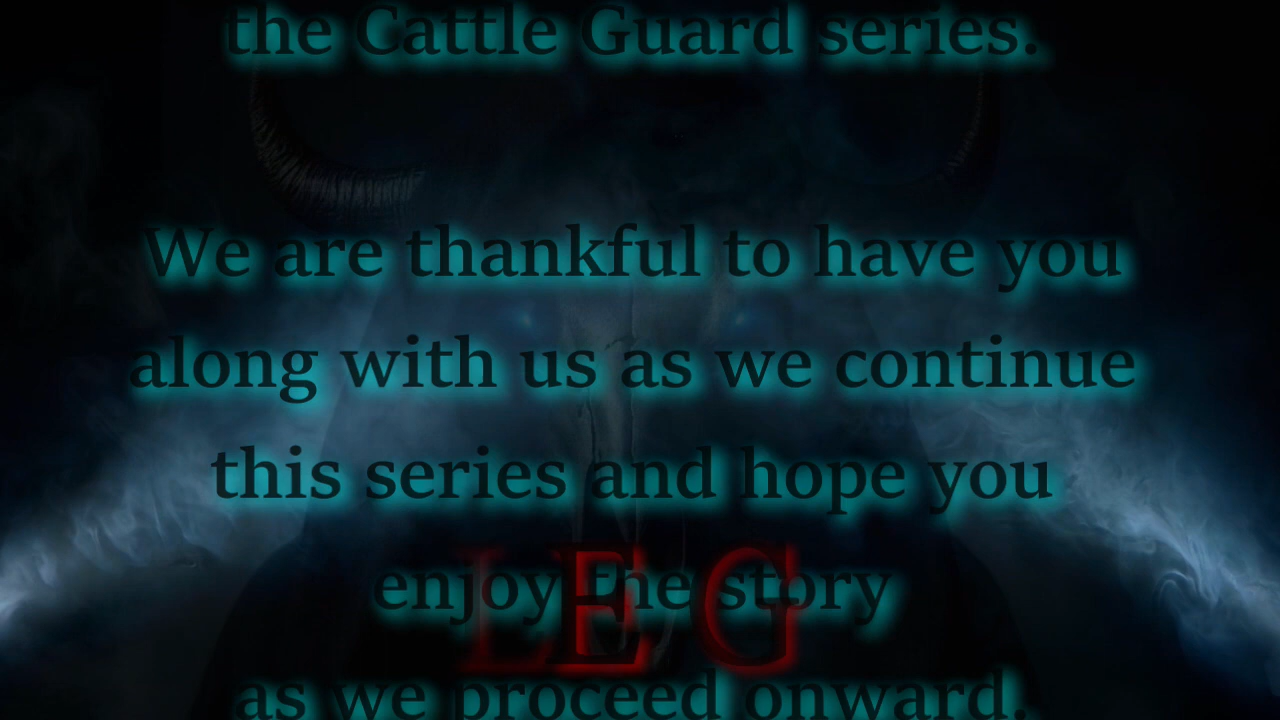 the Cattle Guard series.
We are thankful to have you
along with us as we continue
this series and hope you
enjoy the story
LEG
as we proceed onward.